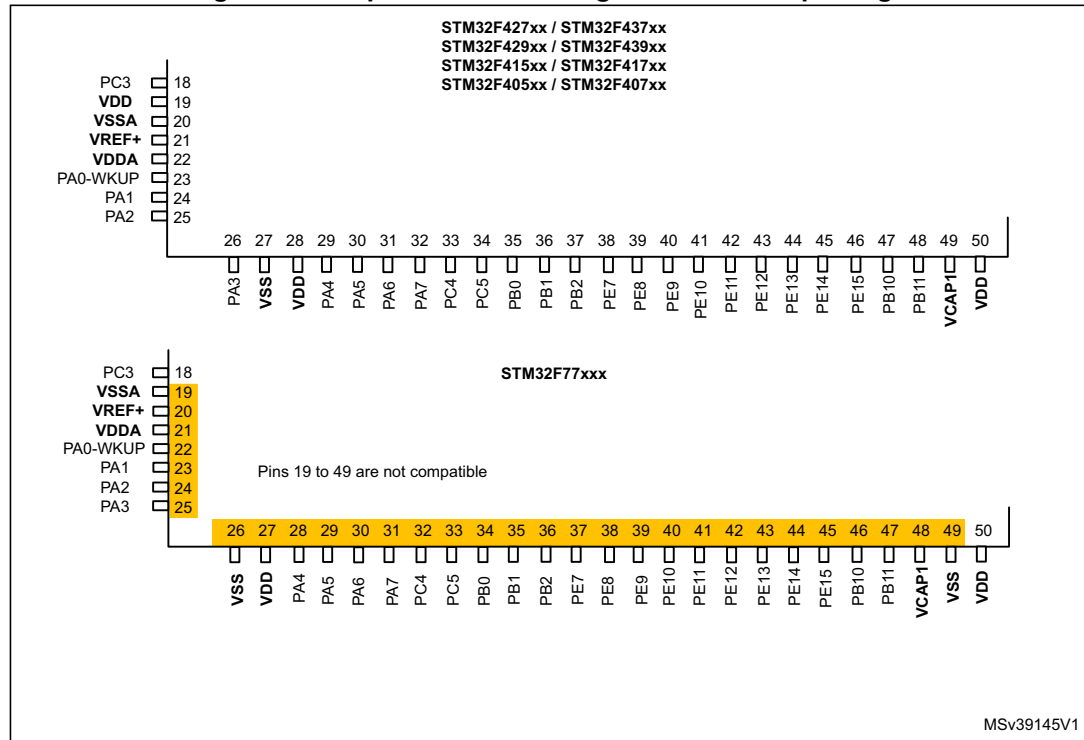 STM32F427xx / STM32F437xx
STM32F429xx / STM32F439xx
STM32F415xx / STM32F417xx
STM32F405xx / STM32F407xx
PC3 18
VDD 19
VSSA 20
VREF+ 21
VDDA 22
PA0-WKUP 23
PA1 24
PA2 25
26 27 28 29 30 31 32 33 34 35 36 37 38 39 40 41 42 43 44 45 46 47 48 49 50
PA3 VSS VDD PA4 PA5 PA6 PA7 PC4 PC5 PB0 PB1 PB2 PE7 PE8 PE9 PE10 PE11 PE12 PE13 PE14 PE15 PB10 PB11 VCAP1 VDD
STM32F77xxx
PC3 18
VSSA 19
VREF+ 20
VDDA 21
PA0-WKUP 22
PA1 23
PA2 24
PA3 25
Pins 19 to 49 are not compatible
26 27 28 29 30 31 32 33 34 35 36 37 38 39 40 41 42 43 44 45 46 47 48 49 50
VSS VDD PA4 PA5 PA6 PA7 PC4 PC5 PB0 PB1 PB2 PE7 PE8 PE9 PE10 PE11 PE12 PE13 PE14 PE15 PB10 PB11 VCAP1 VSS VDD
MSv39145V1